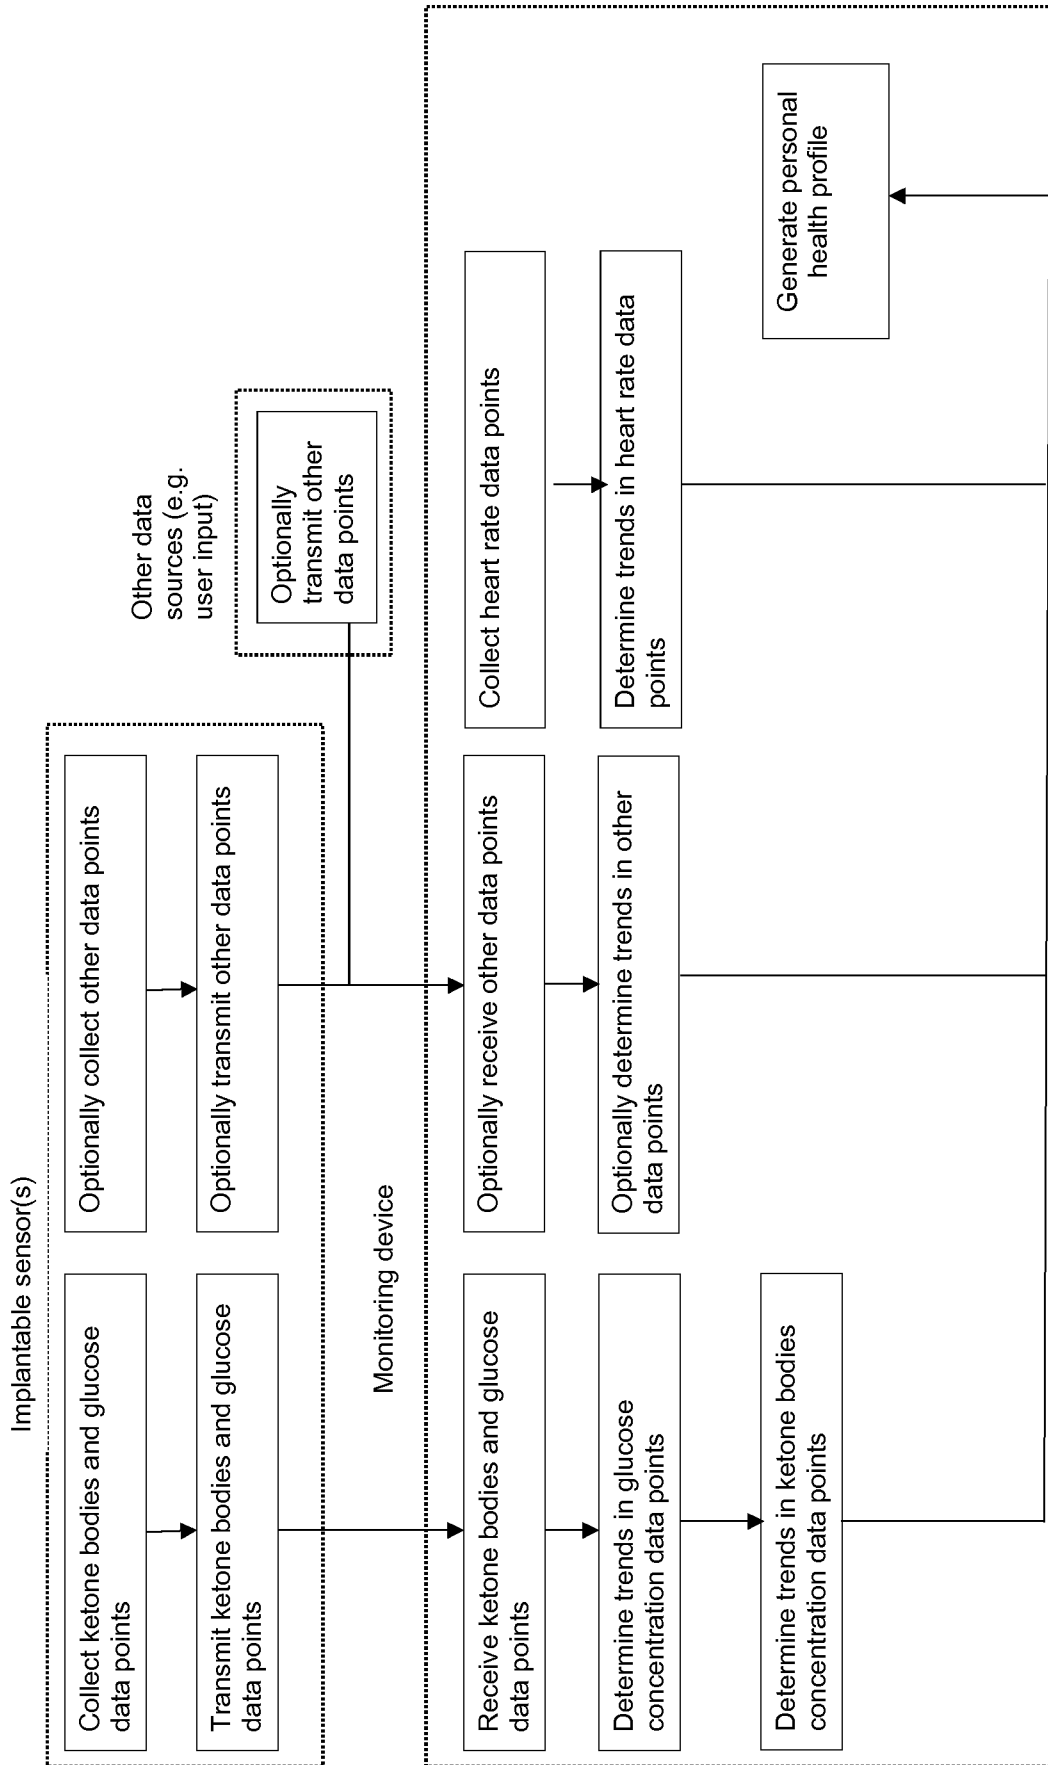 Implantable sensor(s)
Collect ketone bodies and glucose
data points
Transmit ketone bodies and glucose
data points
Optionally collect other data points
Optionally transmit other data points
Other data
sources (e.g.
user input)
Optionally
transmit other
data points
Monitoring device
Receive ketone bodies and glucose
data points
Determine trends in glucose
concentration data points
Determine trends in ketone bodies
concentration data points
Optionally receive other data points
Optionally determine trends in other
data points
Collect heart rate data points
Determine trends in heart rate data
points
Generate personal
health profile